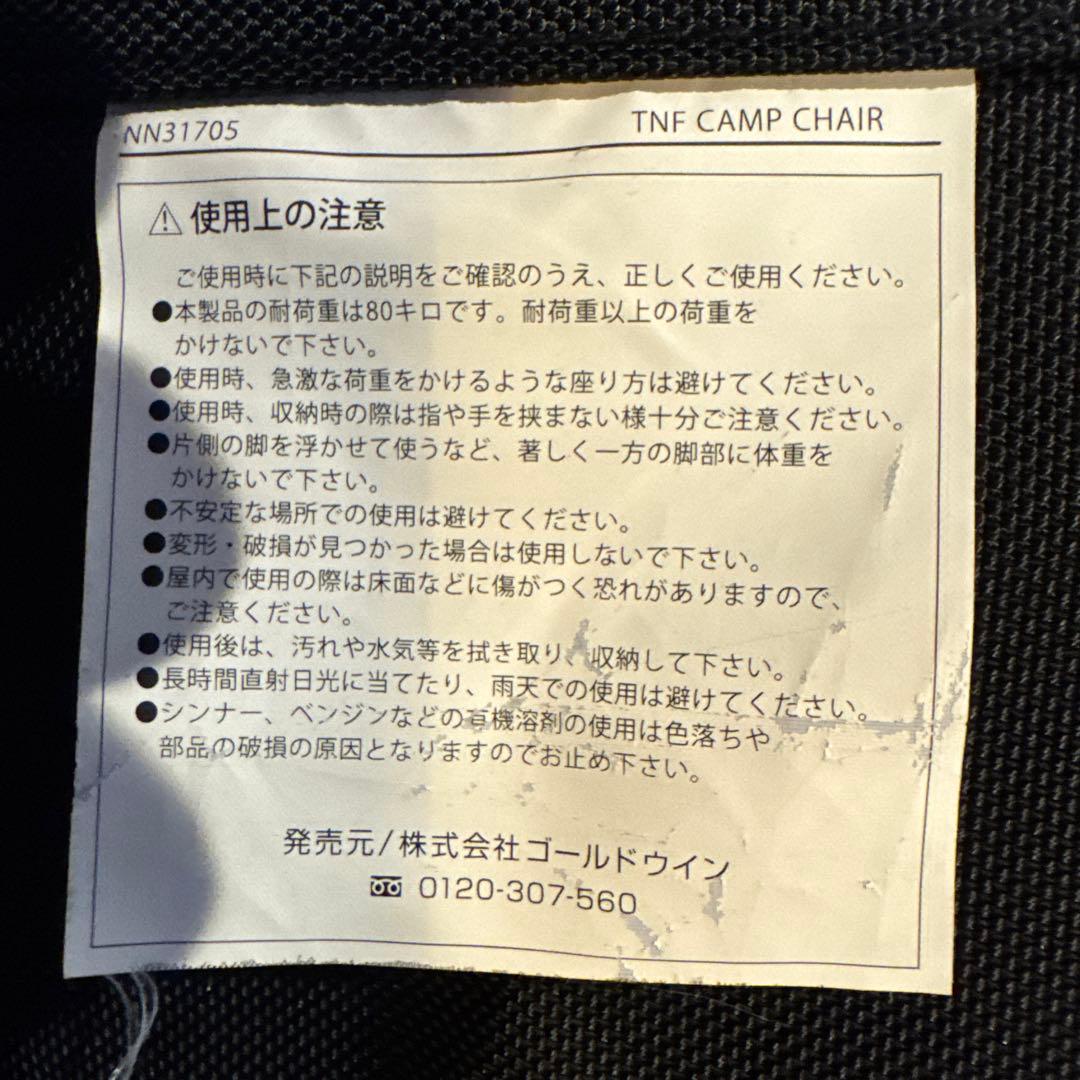 NN31705 TNF CAMP CHAIR
⚠使用上の注意
ご使用時に下記の説明をご確認のうえ、正しくご使用ください。
●本製品の耐荷重は80キロです。耐荷重以上の荷重を
かけないで下さい。
●使用時、急激な荷重をかけるような座り方は避けてください。
●使用時、収納時の際は指や手を挟まない様十分ご注意ください。
●片側の脚を浮かせて使うなど、著しく一方の脚部に体重を
かけないで下さい。
●不安定な場所での使用は避けてください。
●変形・破損が見つかった場合は使用しないで下さい。
●屋内で使用の際は床面などに傷がつく恐れがありますので、
ご注意ください。
●使用後は、汚れや水気等を拭き取り、収納して下さい。
●長時間直射日光に当てたり、雨天での使用は避けてください。
●シンナー、ベンジンなどの有機溶剤の使用は色落ちや
部品の破損の原因となりますのでお止め下さい。
発売元/株式会社ゴールドウイン
0120-307-560